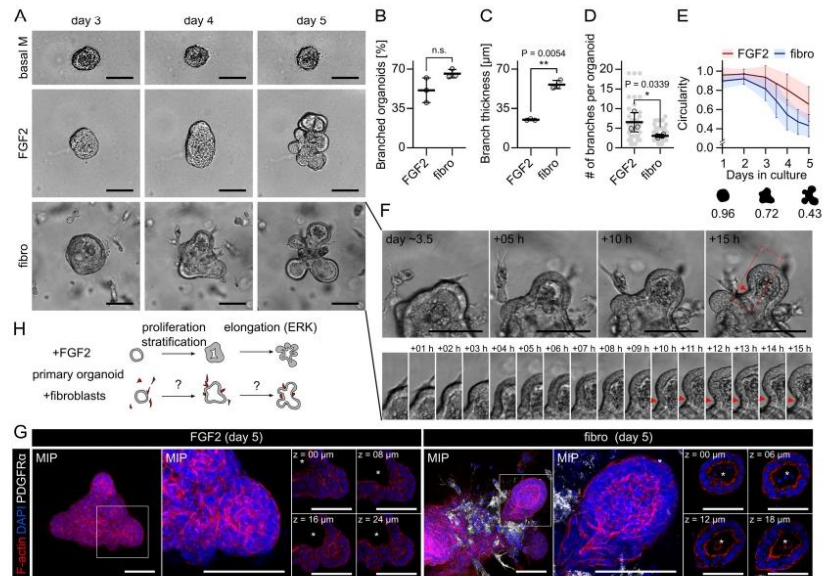 A
day 3
day 4
day 5
basal M
FGF2
fibro
B
Branched organoids [%]
n.s.
70
35
0
FGF2
fibro
C
Branch thickness [µm]
P = 0.0054
**
70
35
0
FGF2
fibro
D
# of branches per organoid
P = 0.0339
*
20
15
10
5
0
FGF2
fibro
E
FGF2
fibro
Circularity
1.0
0.8
0.6
0.4
0
1 2 3 4 5
Days in culture
0.96 0.72 0.43
F
day ~3.5
+05 h
+10 h
+15 h
+01 h +02 h +03 h +04 h +05 h +06 h +07 h +08 h +09 h +10 h +11 h +12 h +13 h +14 h +15 h
H
proliferation
stratification
elongation (ERK)
+FGF2
primary organoid
+fibroblasts
?
?
G
FGF2 (day 5)
fibro (day 5)
F-actin DAPI PDGFRα
MIP
MIP
z = 00 µm
z = 08 µm
z = 16 µm
z = 24 µm
MIP
MIP
z = 00 µm
z = 06 µm
z = 12 µm
z = 18 µm